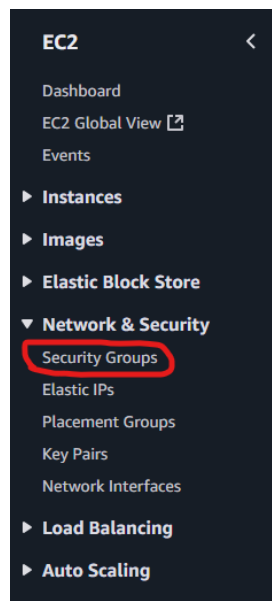 EC2
Dashboard
EC2 Global View
Events
Instances
Images
Elastic Block Store
Network & Security
Security Groups
Elastic IPs
Placement Groups
Key Pairs
Network Interfaces
Load Balancing
Auto Scaling